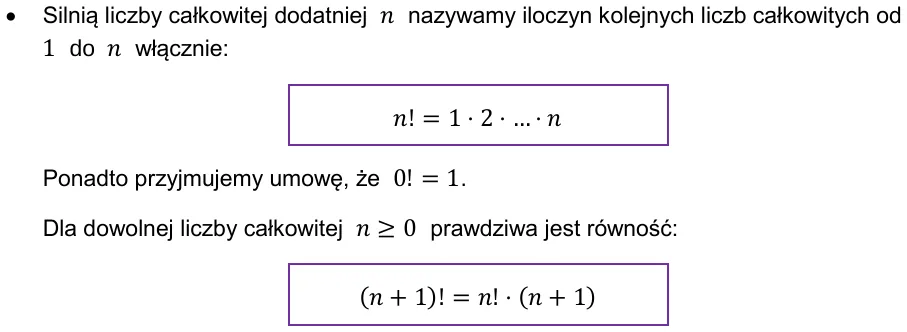 • Silnią liczby całkowitej dodatniej n nazywamy iloczyn kolejnych liczb całkowitych od
1 do n włącznie:
n! = 1 · 2 · ... · n
Ponadto przyjmujemy umowę, że 0! = 1.
Dla dowolnej liczby całkowitej n ≥ 0 prawdziwa jest równość:
(n + 1)! = n! · (n + 1)